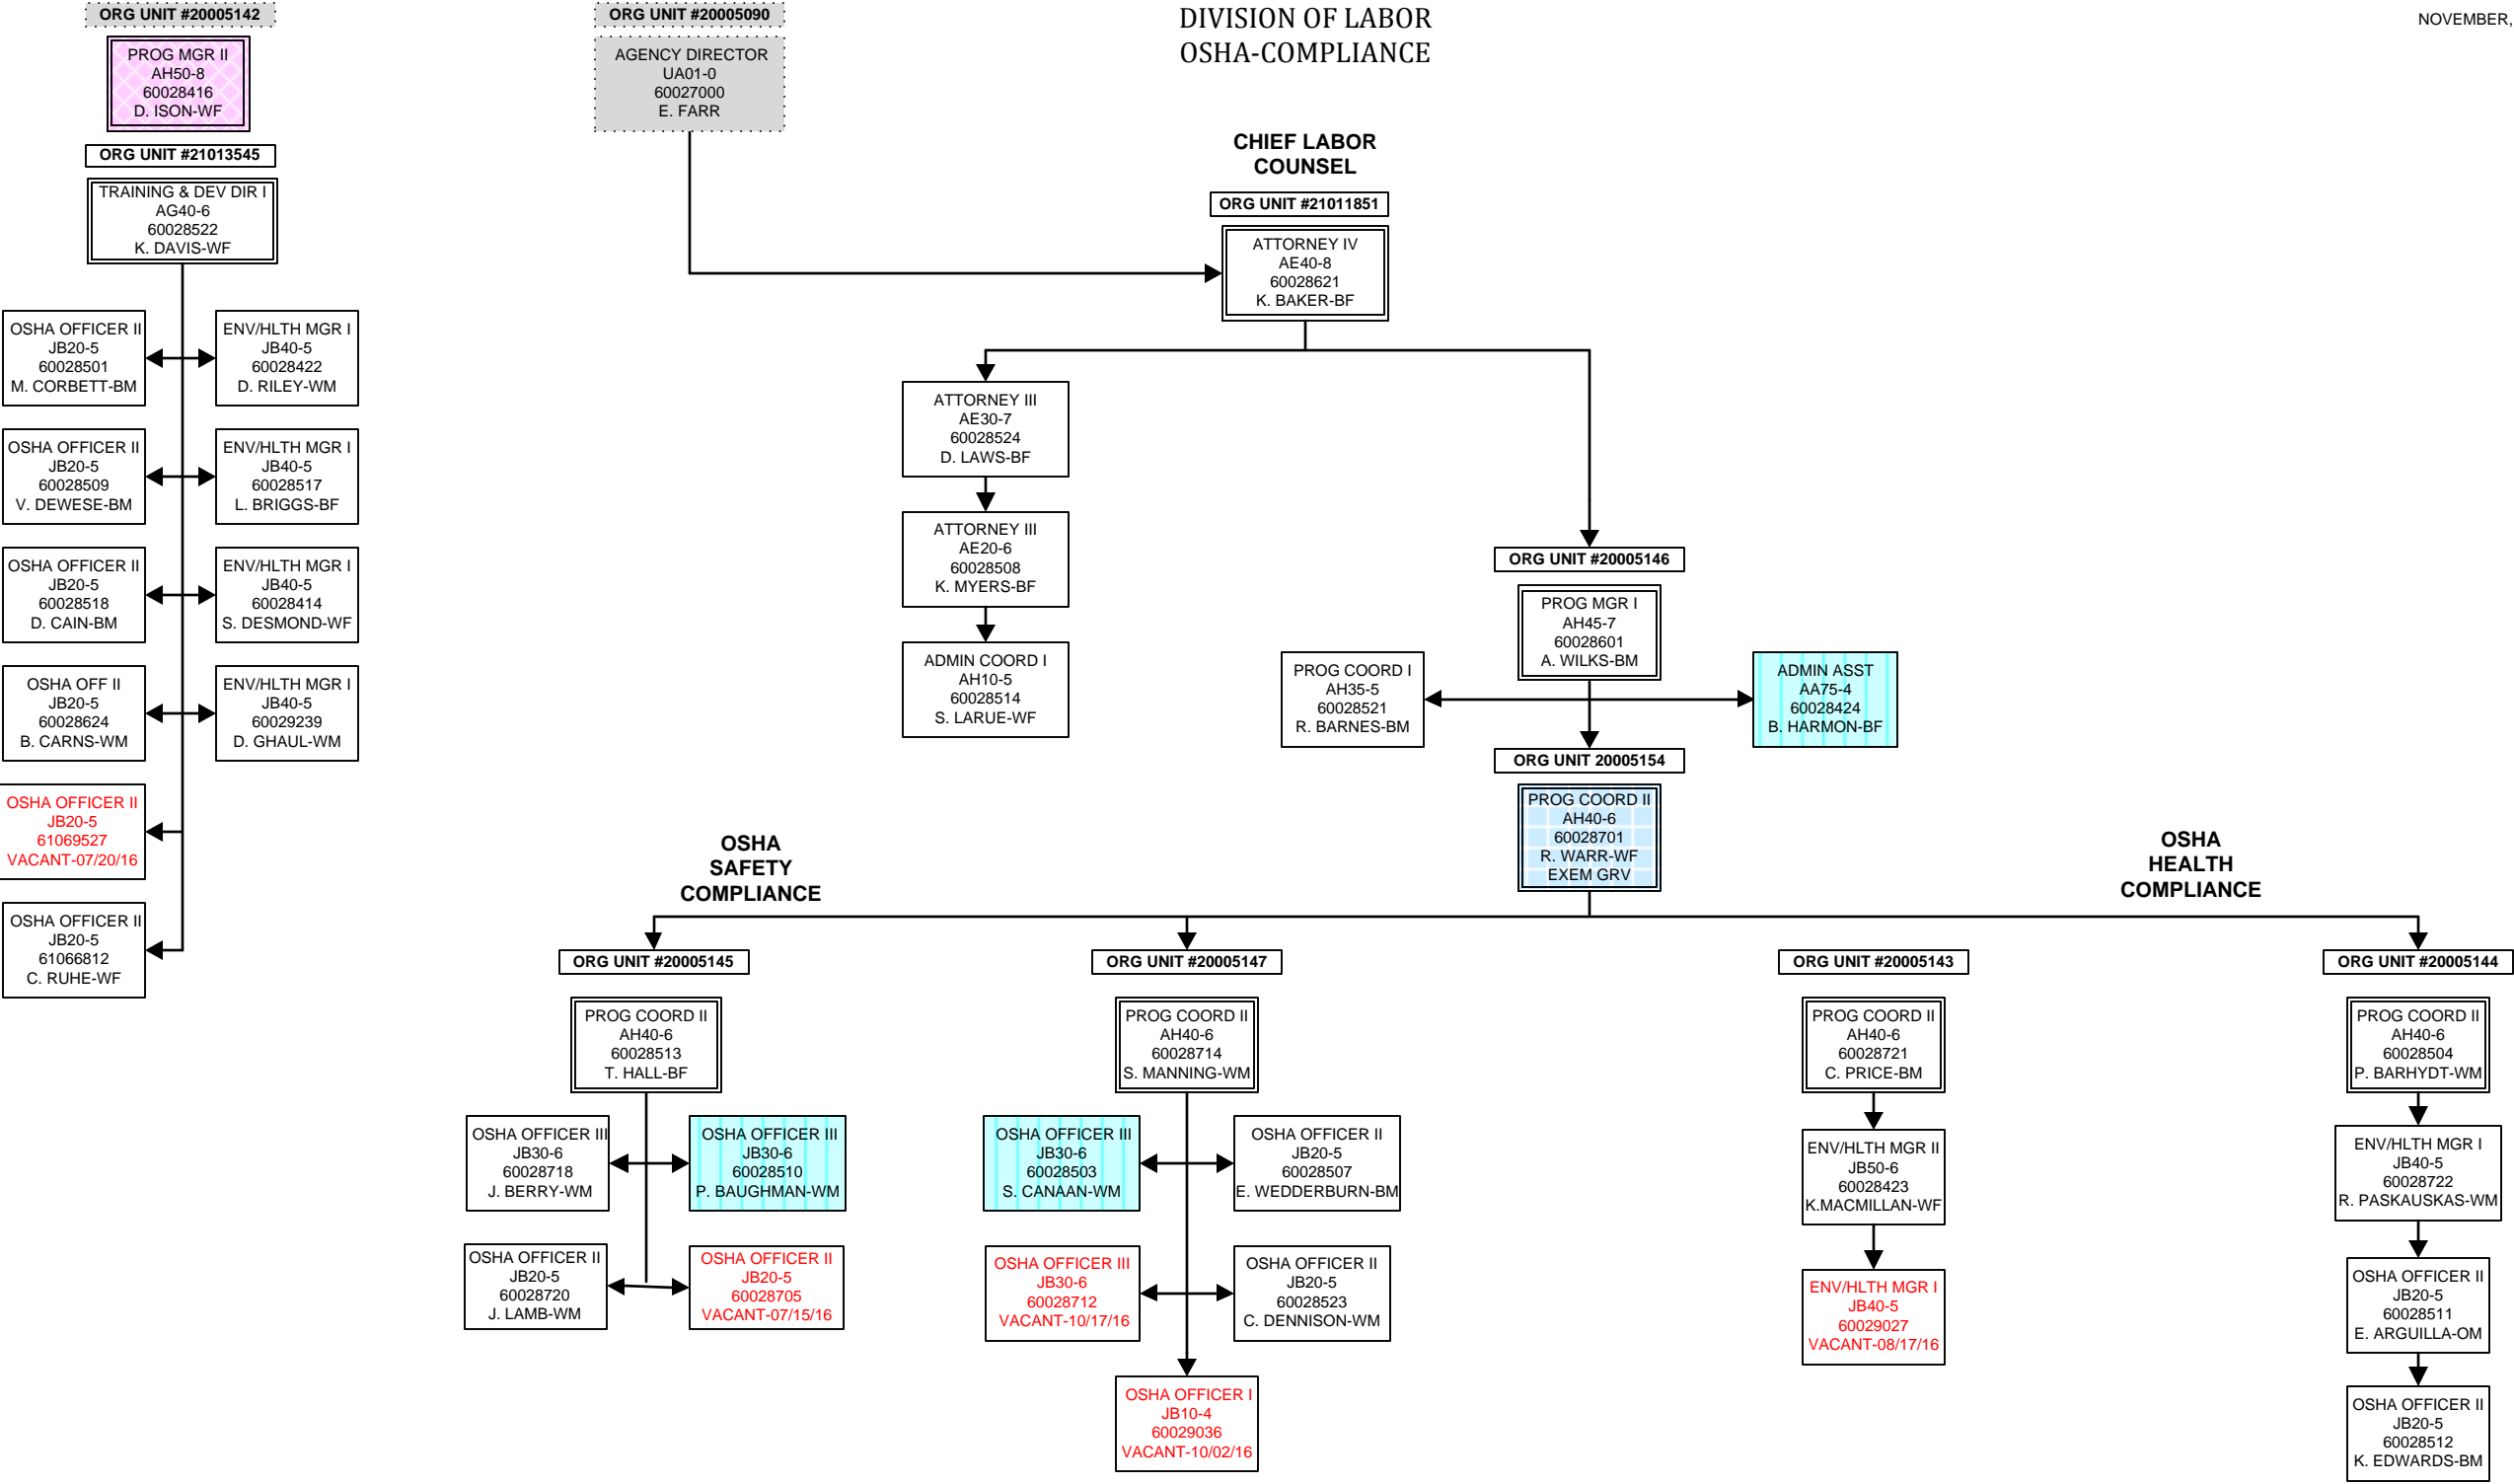 DIVISION OF LABOR
OSHA-COMPLIANCE
NOVEMBER,
ORG UNIT #20005142
PROG MGR II
AH50-8
60028416
D. ISON-WF
ORG UNIT #21013545
TRAINING & DEV DIR I
AG40-6
60028522
K. DAVIS-WF
OSHA OFFICER II
JB20-5
60028501
M. CORBETT-BM
ENV/HLTH MGR I
JB40-5
60028422
D. RILEY-WM
OSHA OFFICER II
JB20-5
60028509
V. DEWESE-BM
ENV/HLTH MGR I
JB40-5
60028517
L. BRIGGS-BF
OSHA OFFICER II
JB20-5
60028518
D. CAIN-BM
ENV/HLTH MGR I
JB40-5
60028414
S. DESMOND-WF
OSHA OFF II
JB20-5
60028624
B. CARNS-WM
ENV/HLTH MGR I
JB40-5
60029239
D. GHAUL-WM
OSHA OFFICER II
JB20-5
61069527
VACANT-07/20/16
OSHA OFFICER II
JB20-5
61066812
C. RUHE-WF
ORG UNIT #20005090
AGENCY DIRECTOR
UA01-0
60027000
E. FARR
CHIEF LABOR
COUNSEL
ORG UNIT #21011851
ATTORNEY IV
AE40-8
60028621
K. BAKER-BF
ATTORNEY III
AE30-7
60028524
D. LAWS-BF
ATTORNEY III
AE20-6
60028508
K. MYERS-BF
ADMIN COORD I
AH10-5
60028514
S. LARUE-WF
ORG UNIT #20005146
PROG MGR I
AH45-7
60028601
A. WILKS-BM
PROG COORD I
AH35-5
60028521
R. BARNES-BM
ADMIN ASST
AA75-4
60028424
B. HARMON-BF
ORG UNIT 20005154
PROG COORD II
AH40-6
60028701
R. WARR-WF
EXEM GRV
OSHA
SAFETY
COMPLIANCE
OSHA
HEALTH
COMPLIANCE
ORG UNIT #20005145
PROG COORD II
AH40-6
60028513
T. HALL-BF
OSHA OFFICER III
JB30-6
60028718
J. BERRY-WM
OSHA OFFICER III
JB30-6
60028510
P. BAUGHMAN-WM
OSHA OFFICER II
JB20-5
60028720
J. LAMB-WM
OSHA OFFICER II
JB20-5
60028705
VACANT-07/15/16
ORG UNIT #20005147
PROG COORD II
AH40-6
60028714
S. MANNING-WM
OSHA OFFICER III
JB30-6
60028503
S. CANAAN-WM
OSHA OFFICER II
JB20-5
60028507
E. WEDDERBURN-BM
OSHA OFFICER III
JB30-6
60028712
VACANT-10/17/16
OSHA OFFICER II
JB20-5
60028523
C. DENNISON-WM
OSHA OFFICER I
JB10-4
60029036
VACANT-10/02/16
ORG UNIT #20005143
PROG COORD II
AH40-6
60028721
C. PRICE-BM
ENV/HLTH MGR II
JB50-6
60028423
K.MACMILLAN-WF
ENV/HLTH MGR I
JB40-5
60029027
VACANT-08/17/16
ORG UNIT #20005144
PROG COORD II
AH40-6
60028504
P. BARHYDT-WM
ENV/HLTH MGR I
JB40-5
60028722
R. PASKAUSKAS-WM
OSHA OFFICER II
JB20-5
60028511
E. ARGUILLA-OM
OSHA OFFICER II
JB20-5
60028512
K. EDWARDS-BM